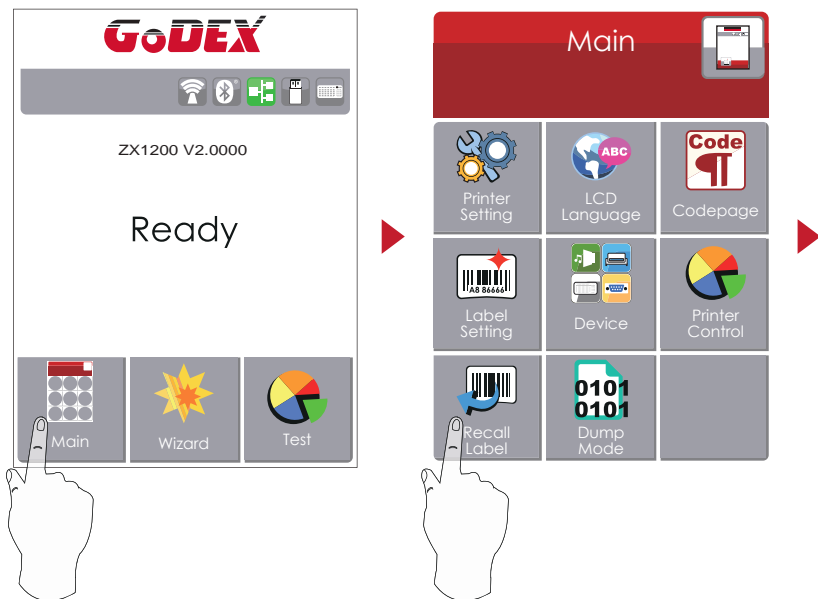 GoDEX
ZX1200 V2.0000
Ready
Main
Wizard
Test
Main
Printer
Setting
ABC
LCD
Language
Code
Codepage
A8 86666
Label
Setting
Device
Printer
Control
Recall
Label
0101
0101
Dump
Mode